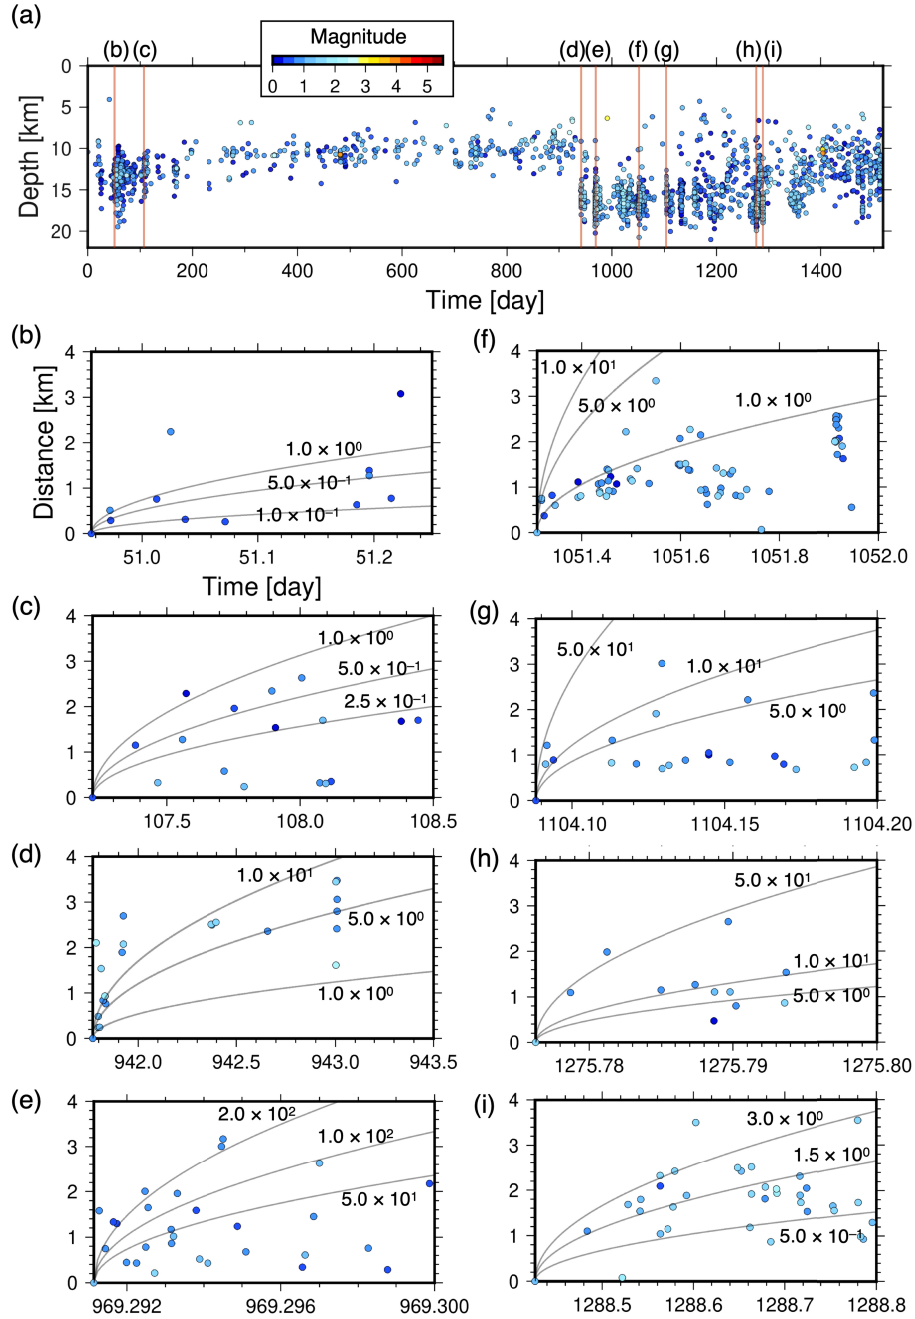 (a)
Magnitude
0 1 2 3 4 5
(b) (c) (d) (e) (f) (g) (h) (i)
Depth [km]
0
5
10
15
20
0 200 400 600 800 1000 1200 1400
Time [day]
(b)
Distance [km]
4
3
2
1
0
1.0 × 10⁰
5.0 × 10⁻¹
1.0 × 10⁻¹
51.0 51.1 51.2
Time [day]
(f)
4
3
2
1
0
1.0 × 10¹
5.0 × 10⁰
1.0 × 10⁰
1051.4 1051.6 1051.8 1052.0
(c)
4
3
2
1
0
1.0 × 10⁰
5.0 × 10⁻¹
2.5 × 10⁻¹
107.5 108.0 108.5
(g)
4
3
2
1
0
5.0 × 10¹
1.0 × 10¹
5.0 × 10⁰
1104.10 1104.15 1104.20
(d)
4
3
2
1
0
1.0 × 10¹
5.0 × 10⁰
1.0 × 10⁰
942.0 942.5 943.0 943.5
(h)
4
3
2
1
0
5.0 × 10¹
1.0 × 10¹
5.0 × 10⁰
1275.78 1275.79 1275.80
(e)
4
3
2
1
0
2.0 × 10²
1.0 × 10²
5.0 × 10¹
969.292 969.296 969.300
(i)
4
3
2
1
0
3.0 × 10⁰
1.5 × 10⁰
5.0 × 10⁻¹
1288.5 1288.6 1288.7 1288.8